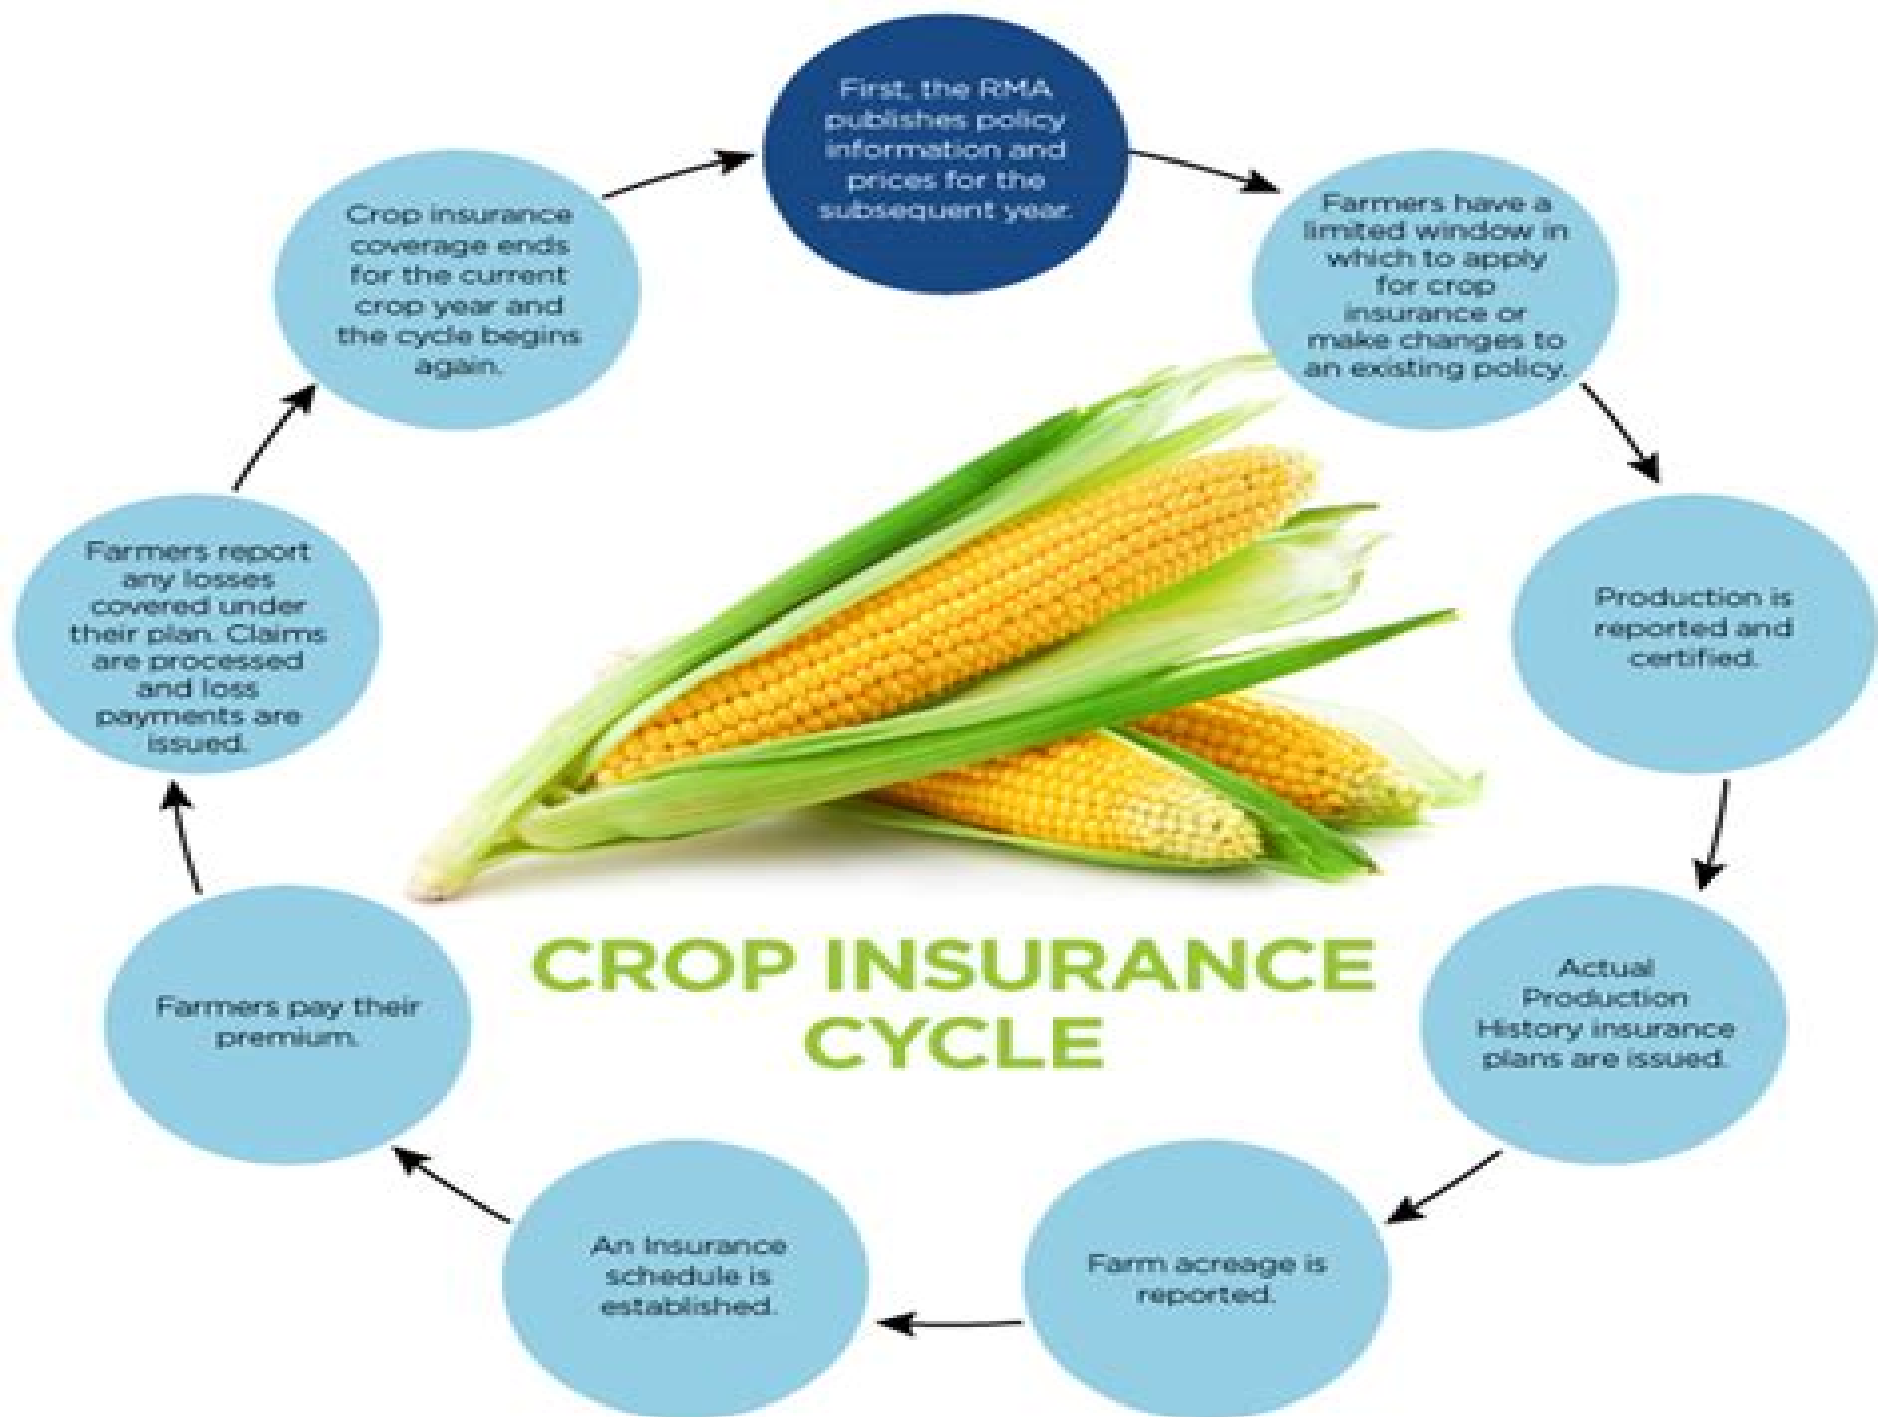 First, the RMA
publishes policy
information and
prices for the
subsequent year.
Farmers have a
limited window in
which to apply
for crop
insurance or
make changes to
an existing policy.
Production is
reported and
certified.
Actual
Production
History insurance
plans are issued.
Farm acreage is
reported.
An Insurance
schedule is
established.
Farmers pay their
premium.
Farmers report
any losses
covered under
their plan. Claims
are processed
and loss
payments are
issued.
Crop insurance
coverage ends
for the current
crop year and
the cycle begins
again.
CROP INSURANCE
CYCLE